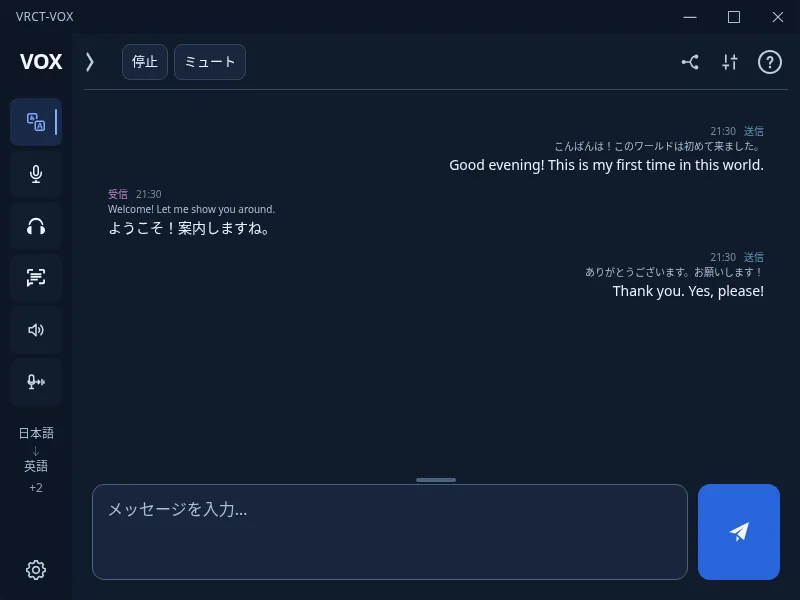 VRCT-VOX
VOX
停止
ミュート
?
21:30 送信
こんばんは！このワールドは初めて来ました。
Good evening! This is my first time in this world.
受信 21:30
Welcome! Let me show you around.
ようこそ！案内しますね。
21:30 送信
ありがとうございます。お願いします！
Thank you. Yes, please!
日本語
↓
英語
+2
メッセージを入力...